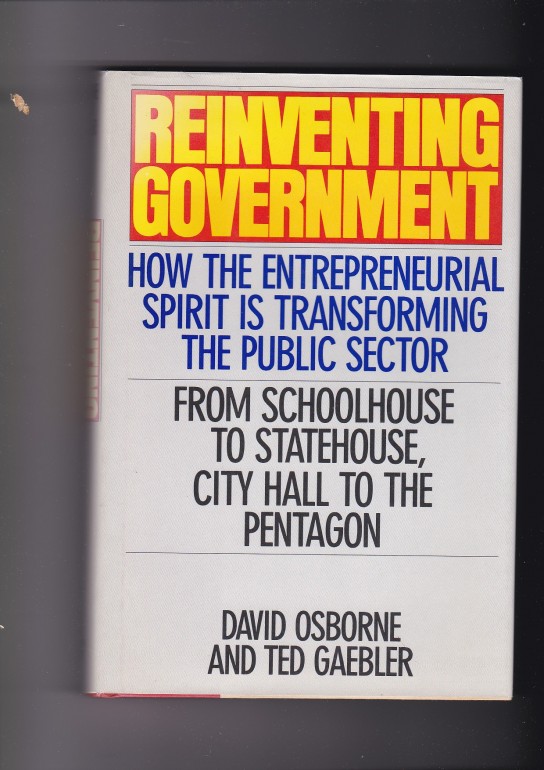 REINVENTING
GOVERNMENT
HOW THE ENTREPRENEURIAL
SPIRIT IS TRANSFORMING
THE PUBLIC SECTOR
FROM SCHOOLHOUSE
TO STATEHOUSE,
CITY HALL TO THE
PENTAGON
DAVID OSBORNE
AND TED GAEBLER